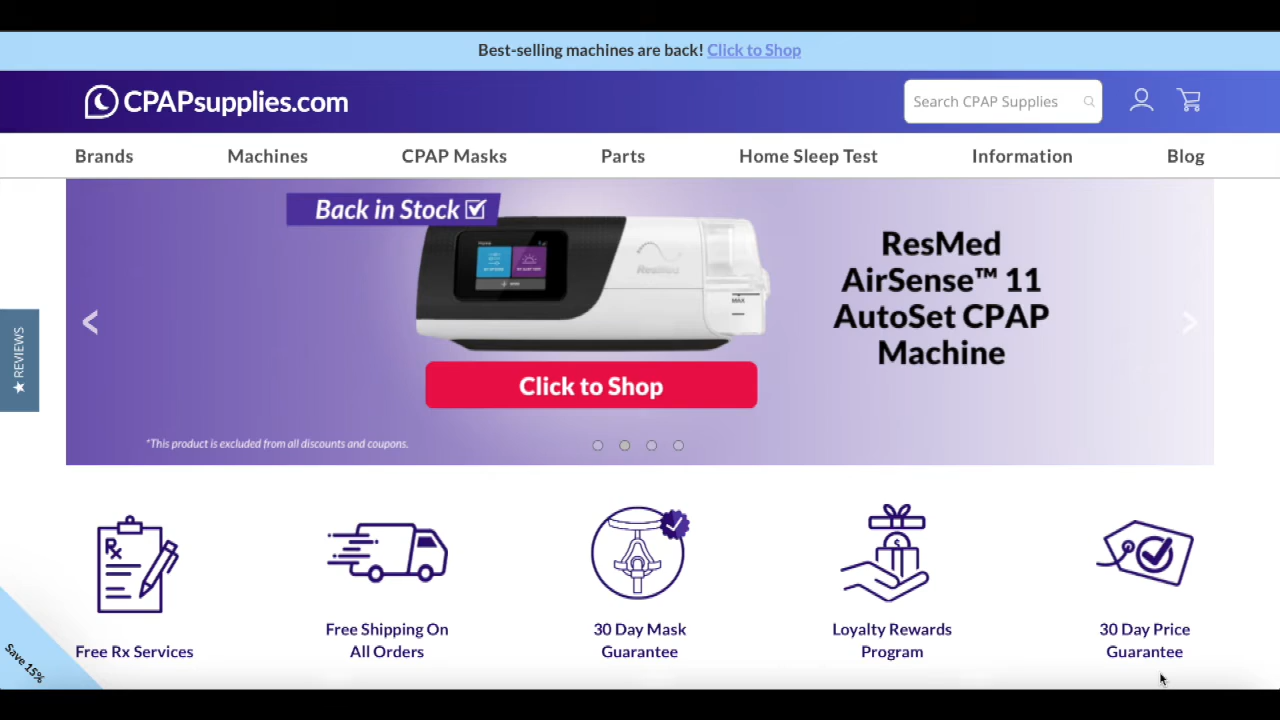 Best-selling machines are back! Click to Shop
CPAPsupplies.com
Search CPAP Supplies
Brands
Machines
CPAP Masks
Parts
Home Sleep Test
Information
Blog
Back in Stock
ResMed
MAX
ResMed
AirSense™ 11
AutoSet CPAP
Machine
<
>
★ REVIEWS
Click to Shop
*This product is excluded from all discounts and coupons.
Rx
$
Free Rx Services
Free Shipping On
All Orders
30 Day Mask
Guarantee
Loyalty Rewards
Program
30 Day Price
Guarantee
Save 15%